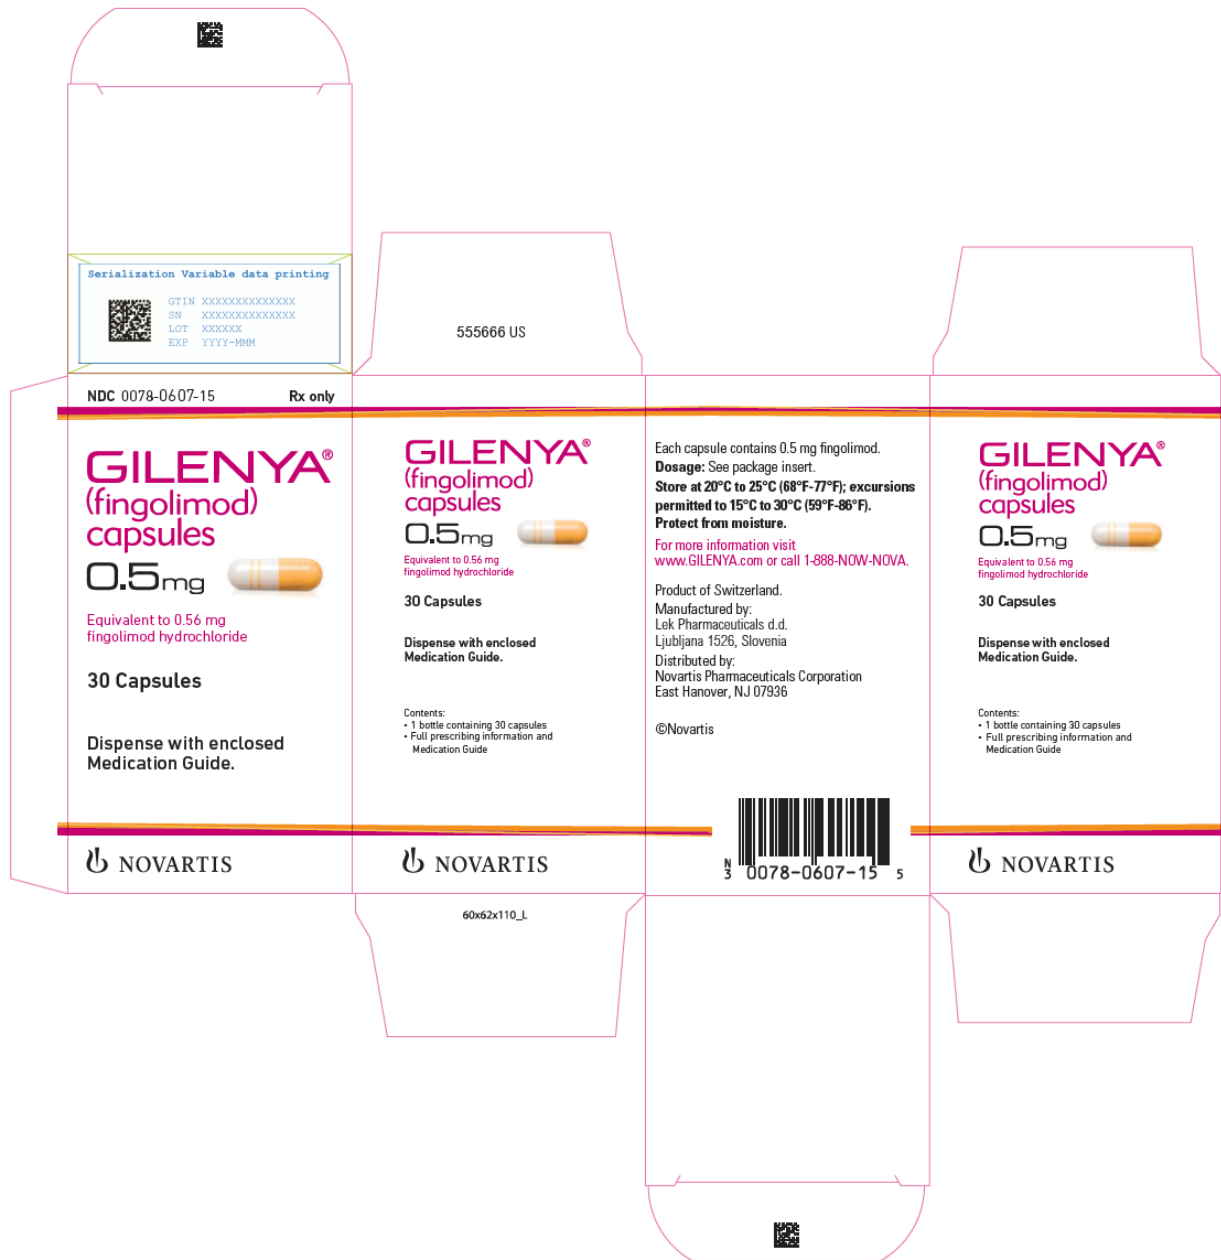 Serialization Variable data printing
GTIN XXXXXXXXXXXXXX
SN XXXXXXXXXXXXXX
LOT XXXXXX
EXP YYYY-MMM
NDC 0078-0607-15 Rx only
GILENYA®
(fingolimod)
capsules
0.5mg
Equivalent to 0.56 mg
fingolimod hydrochloride
30 Capsules
Dispense with enclosed
Medication Guide.
NOVARTIS
555666 US
GILENYA®
(fingolimod)
capsules
0.5mg
Equivalent to 0.56 mg
fingolimod hydrochloride
30 Capsules
Dispense with enclosed
Medication Guide.
Contents:
• 1 bottle containing 30 capsules
• Full prescribing information and
Medication Guide
NOVARTIS
60x62x110_L
Each capsule contains 0.5 mg fingolimod.
Dosage: See package insert.
Store at 20°C to 25°C (68°F-77°F); excursions
permitted to 15°C to 30°C (59°F-86°F).
Protect from moisture.
For more information visit
www.GILENYA.com or call 1-888-NOW-NOVA.
Product of Switzerland.
Manufactured by:
Lek Pharmaceuticals d.d.
Ljubljana 1526, Slovenia
Distributed by:
Novartis Pharmaceuticals Corporation
East Hanover, NJ 07936
©Novartis
N
3 0078-0607-15 5
GILENYA®
(fingolimod)
capsules
0.5mg
Equivalent to 0.56 mg
fingolimod hydrochloride
30 Capsules
Dispense with enclosed
Medication Guide.
Contents:
• 1 bottle containing 30 capsules
• Full prescribing information and
Medication Guide
NOVARTIS